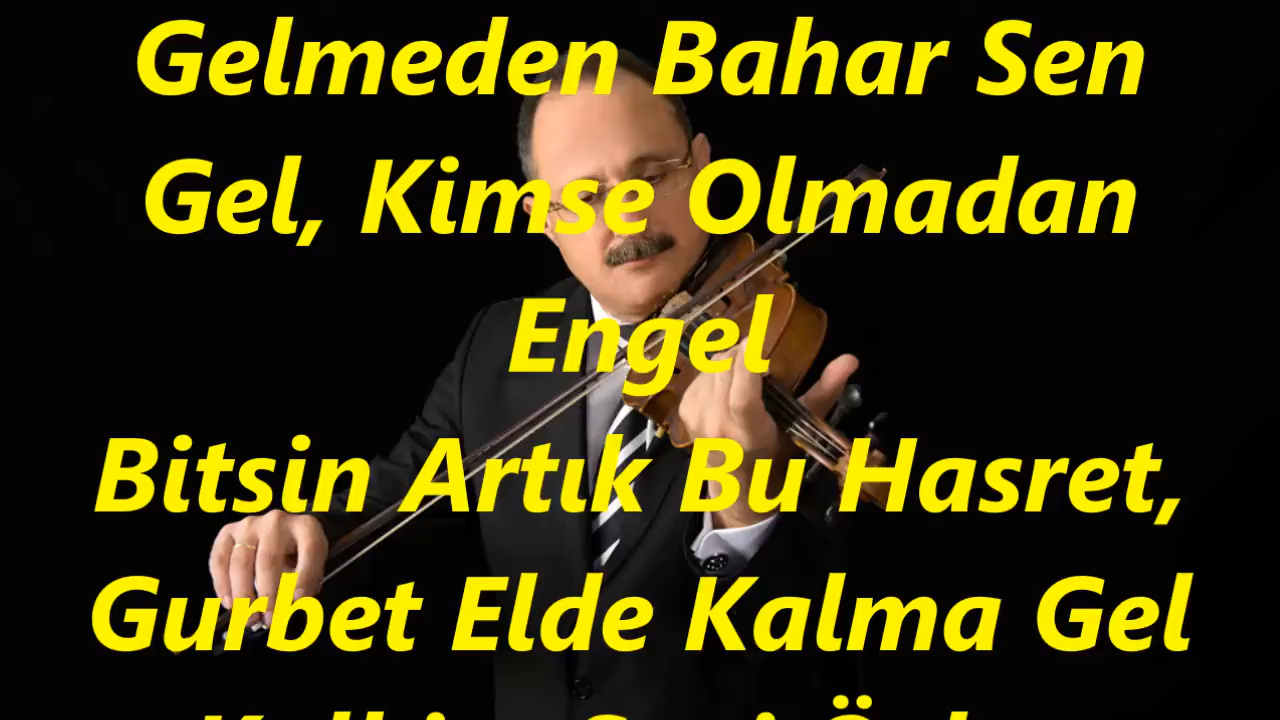 Gelmeden Bahar Sen
Gel, Kimse Olmadan
Engel
Bitsin Artık Bu Hasret,
Gurbet Elde Kalma Gel